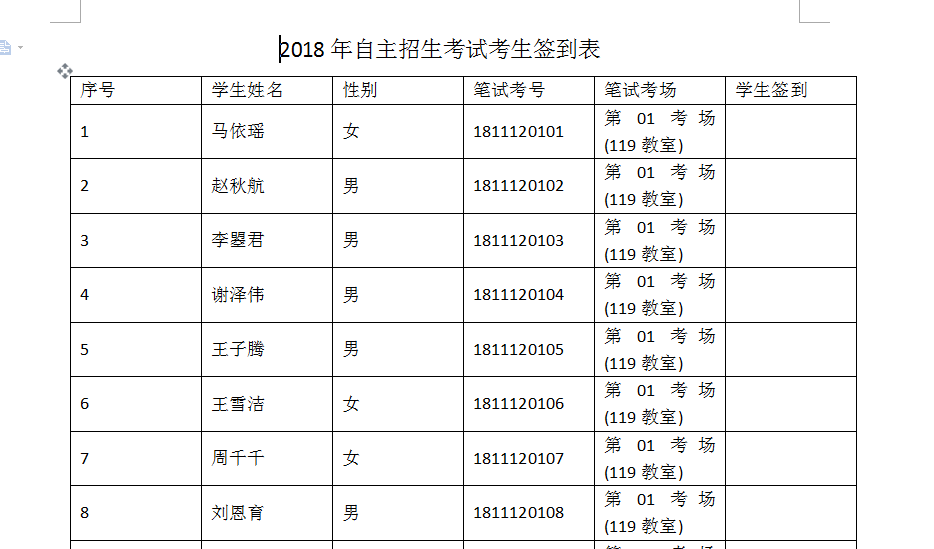 2018 年自主招生考试考生签到表
序号 学生姓名 性别 笔试考号 笔试考场 学生签到
1 马依瑶 女 1811120101 第 01 考 场
(119 教室)
2 赵秋航 男 1811120102 第 01 考 场
(119 教室)
3 李曌君 男 1811120103 第 01 考 场
(119 教室)
4 谢泽伟 男 1811120104 第 01 考 场
(119 教室)
5 王子腾 男 1811120105 第 01 考 场
(119 教室)
6 王雪洁 女 1811120106 第 01 考 场
(119 教室)
7 周千千 女 1811120107 第 01 考 场
(119 教室)
8 刘恩育 男 1811120108 第 01 考 场
(119 教室)